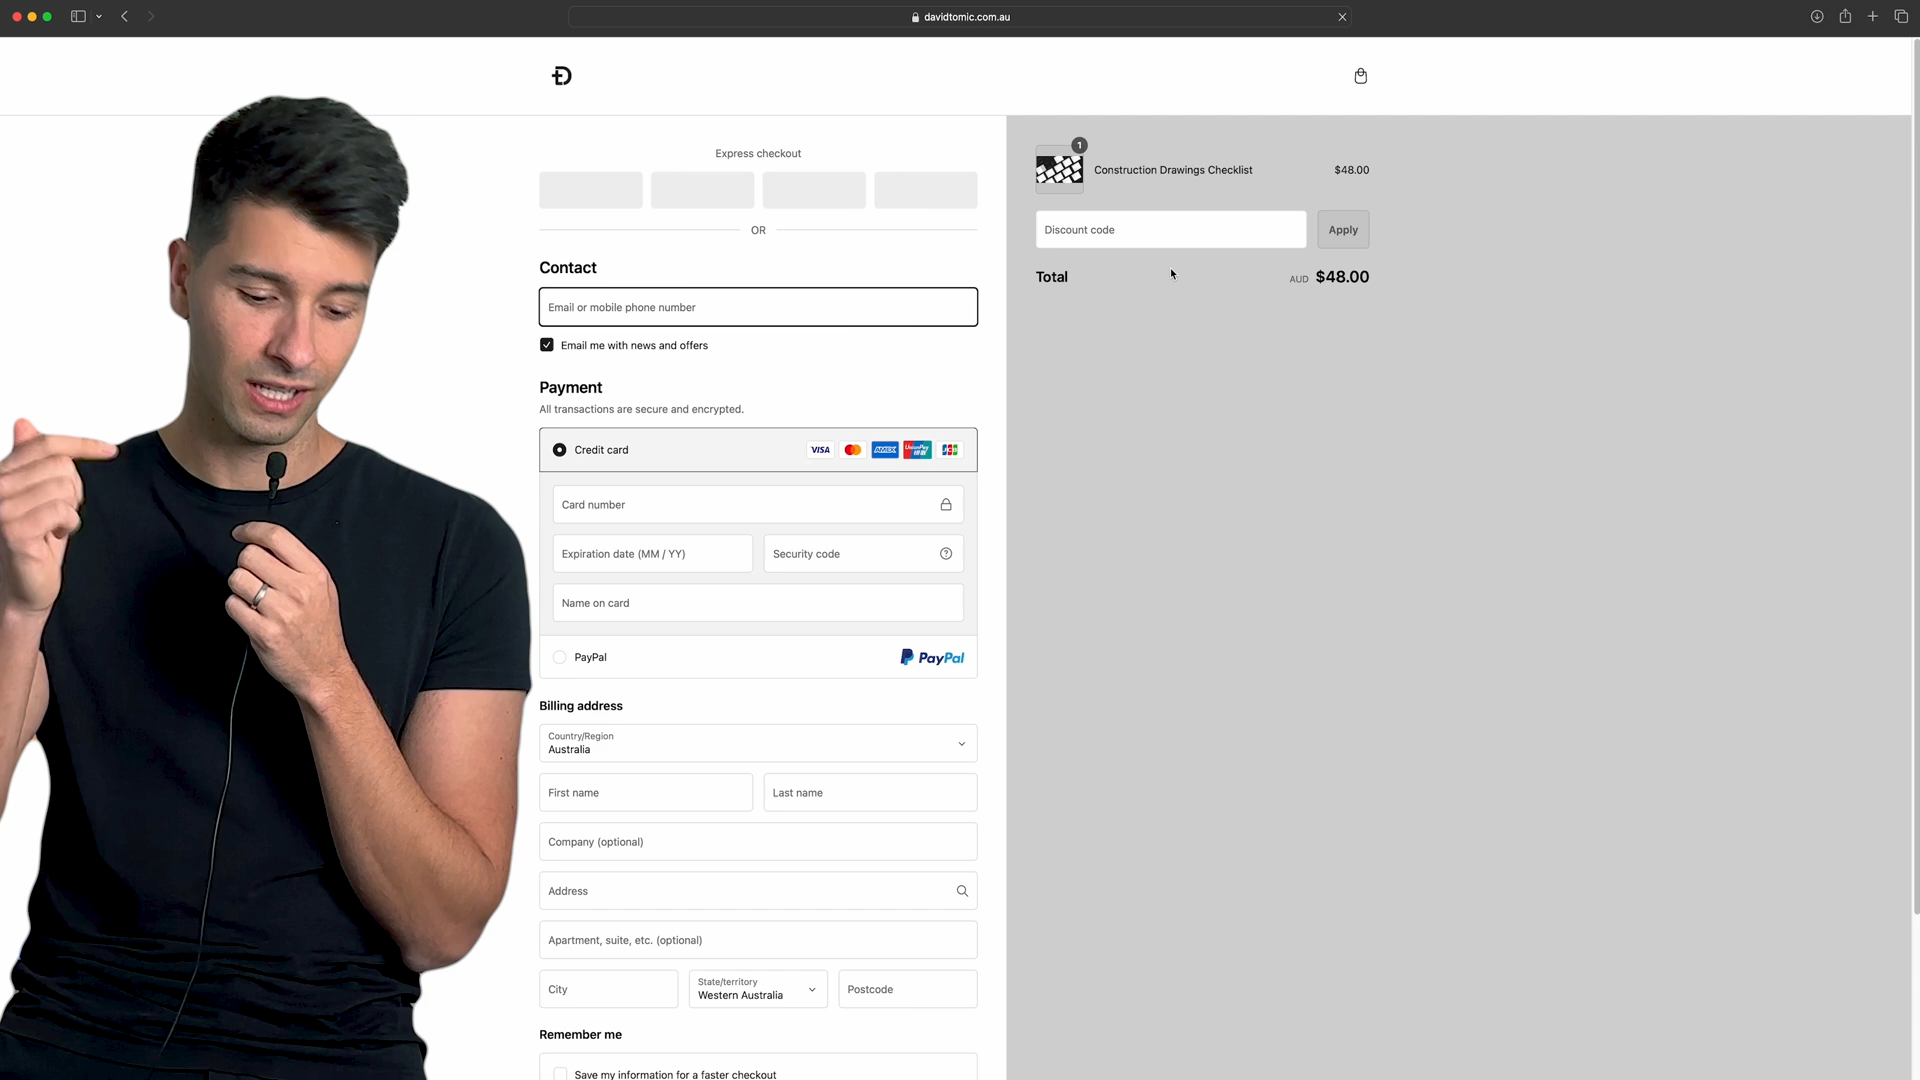 davidtomic.com.au
Express checkout
OR
Contact
Email or mobile phone number
Email me with news and offers
Payment
All transactions are secure and encrypted.
Credit card
VISA
AMEX
UnionPay
JCB
Card number
Expiration date (MM / YY)
Security code
Name on card
PayPal
PayPal
Billing address
Country/Region
Australia
First name
Last name
Company (optional)
Address
Apartment, suite, etc. (optional)
City
State/territory
Western Australia
Postcode
Remember me
Save my information for a faster checkout
1
Construction Drawings Checklist
$48.00
Discount code
Apply
Total
AUD $48.00